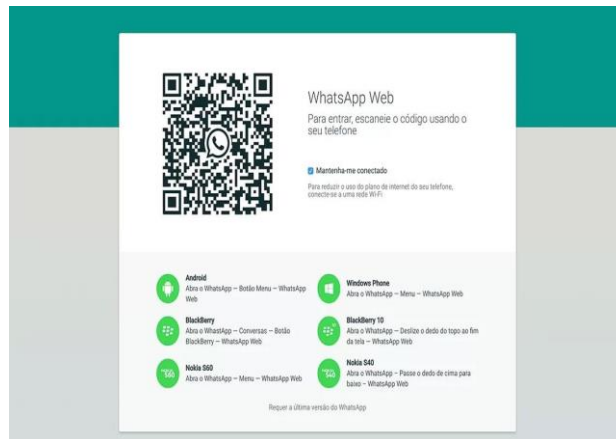 WhatsApp Web
Para entrar, escaneie o código usando o
seu telefone
Mantenha-me conectado
Para reduzir o uso do plano de internet do seu telefone,
conecte-se a uma rede Wi-Fi
Android
Abra o WhatsApp – Botão Menu – WhatsApp
Web
Windows Phone
Abra o WhatsApp – Menu – WhatsApp Web
BlackBerry
Abra o WhastApp – Conversas – Botão
BlackBerry – WhatsApp Web
BlackBerry 10
Abra o WhatsApp – Deslize o dedo do topo ao fim
da tela – WhatsApp Web
Nokia S60
Abra o WhatsApp – Menu – WhatsApp Web
Nokia S40
Abra o WhatsApp – Passe o dedo de cima para
baixo – WhatsApp Web
Requer a última versão do WhatsApp